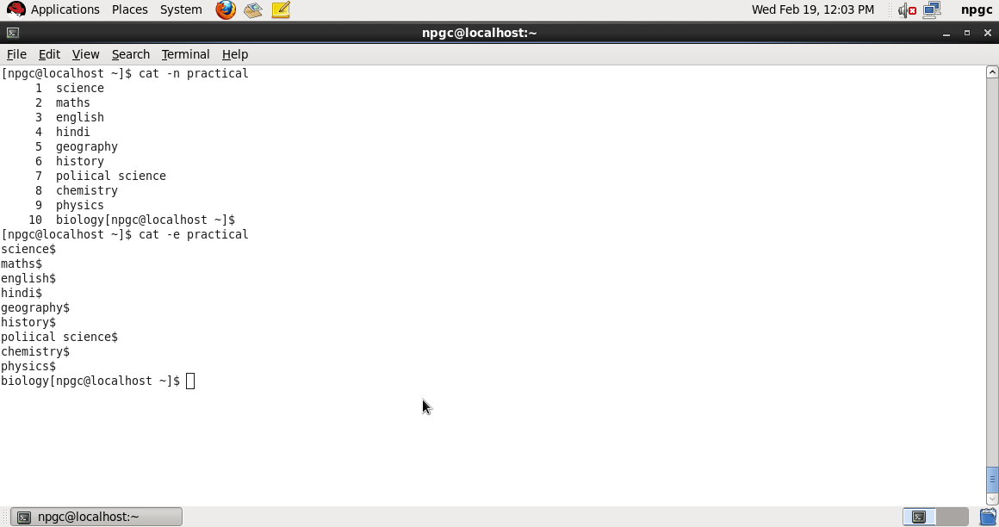 Applications Places System Wed Feb 19, 12:03 PM npgc
npgc@localhost:~
File Edit View Search Terminal Help
[npgc@localhost ~]$ cat -n practical
     1  science
     2  maths
     3  english
     4  hindi
     5  geography
     6  history
     7  poliical science
     8  chemistry
     9  physics
    10  biology[npgc@localhost ~]$
[npgc@localhost ~]$ cat -e practical
science$
maths$
english$
hindi$
geography$
history$
poliical science$
chemistry$
physics$
biology[npgc@localhost ~]$
npgc@localhost:~